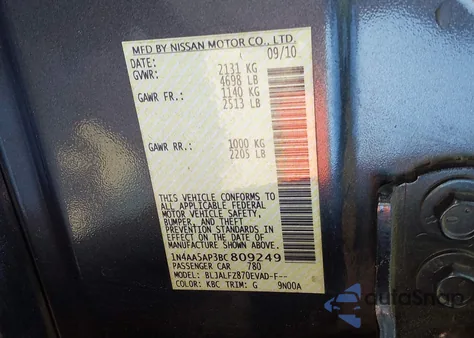 MFD BY NISSAN MOTOR CO., LTD.
DATE: 09/10
GVWR: 2131 KG
4698 LB
GAWR FR.: 1140 KG
2513 LB
GAWR RR.: 1000 KG
2205 LB
THIS VEHICLE CONFORMS TO
ALL APPLICABLE FEDERAL
MOTOR VEHICLE SAFETY,
BUMPER, AND THEFT
PREVENTION STANDARDS IN
EFFECT ON THE DATE OF
MANUFACTURE SHOWN ABOVE.
1N4AA5AP3BC809249
PASSENGER CAR 780
MODEL: BLJALFZ870EVAD-F--
COLOR: KBC TRIM: G 9N00A
AutoSnap